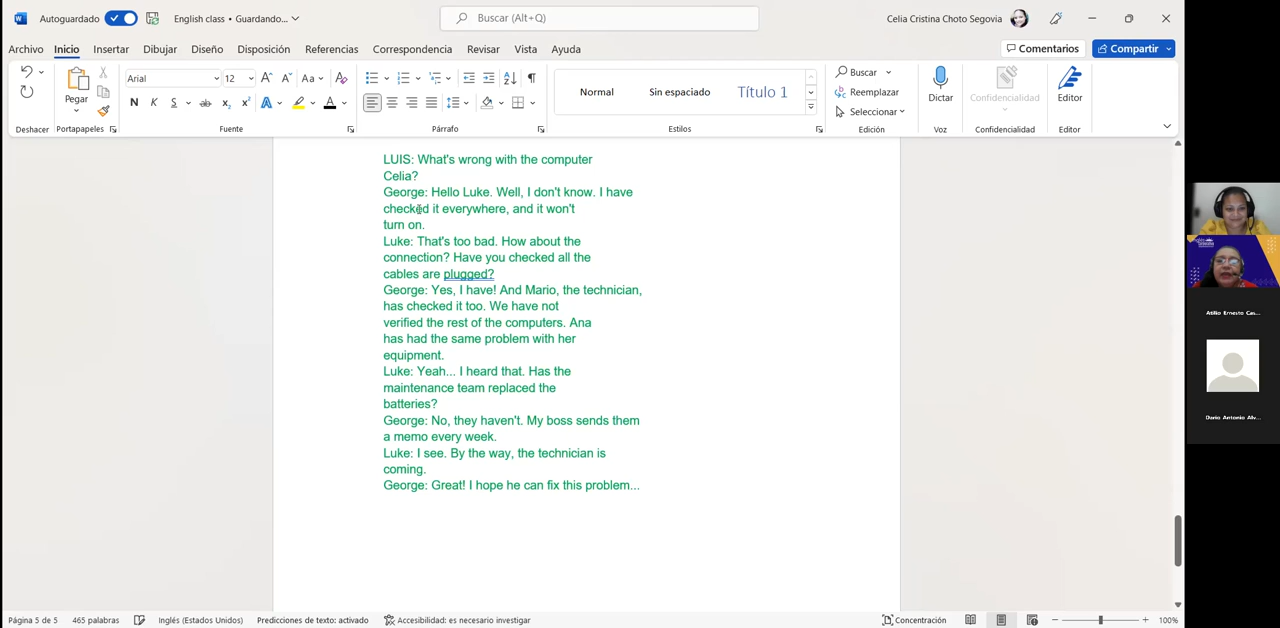 Autoguardado
English class • Guardando...
Buscar (Alt+Q)
Celia Cristina Choto Segovia
Archivo Inicio Insertar Dibujar Diseño Disposición Referencias Correspondencia Revisar Vista Ayuda
Comentarios Compartir
Pegar
Arial 12
Normal Sin espaciado Título 1
Buscar
Reemplazar
Seleccionar
Dictar
Confidencialidad
Editor
Deshacer Portapapeles Fuente Párrafo Estilos Edición Voz Confidencialidad Editor
LUIS: What's wrong with the computer
Celia?
George: Hello Luke. Well, I don't know. I have
checked it everywhere, and it won't
turn on.
Luke: That's too bad. How about the
connection? Have you checked all the
cables are plugged?
George: Yes, I have! And Mario, the technician,
has checked it too. We have not
verified the rest of the computers. Ana
has had the same problem with her
equipment.
Luke: Yeah... I heard that. Has the
maintenance team replaced the
batteries?
George: No, they haven't. My boss sends them
a memo every week.
Luke: I see. By the way, the technician is
coming.
George: Great! I hope he can fix this problem...
Atilio Ernesto Cas...
Dario Antonio Alv...
Página 5 de 5 465 palabras Inglés (Estados Unidos) Predicciones de texto: activado Accesibilidad: es necesario investigar Concentración 100%